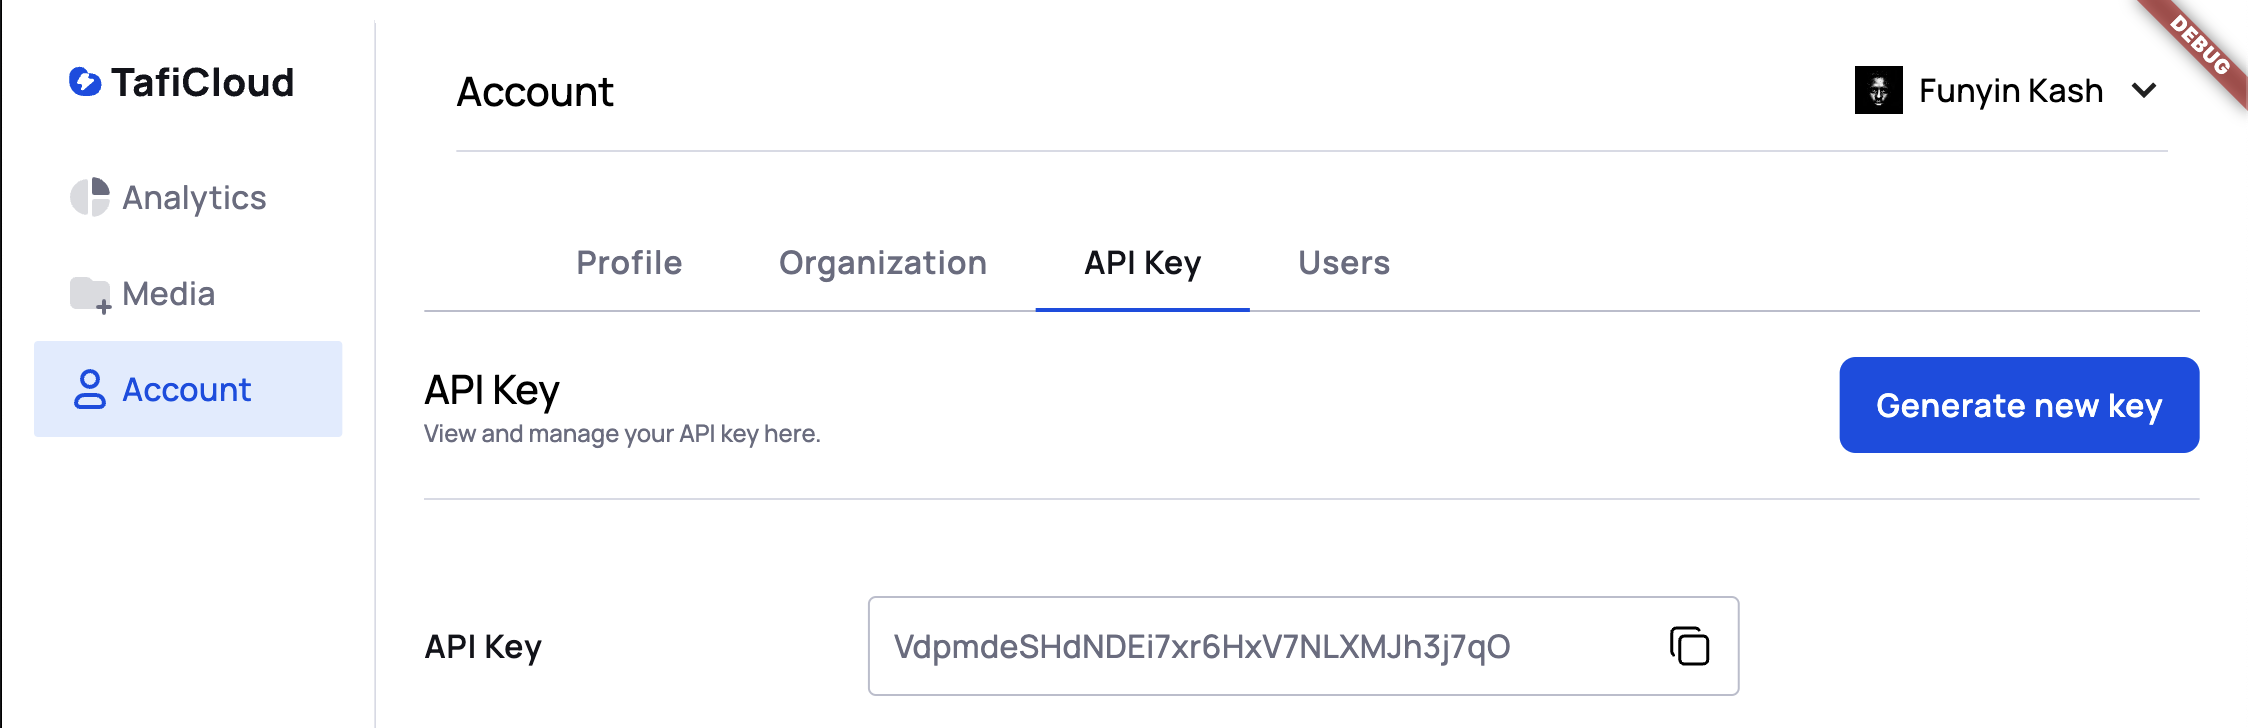 TafiCloud
Analytics
Media
Account
Account
Funyin Kash
DEBUG
Profile
Organization
API Key
Users
API Key
View and manage your API key here.
Generate new key
API Key
VdpmdeSHdNDEi7xr6HxV7NLXMJh3j7qO